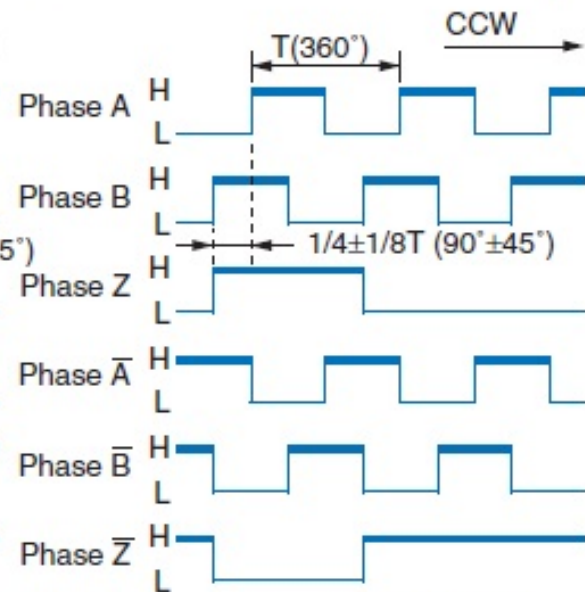 CCW
T(360˚)
Phase A H
L
Phase B H
L
5˚) 1/4±1/8T (90˚±45˚)
Phase Z H
L
Phase A̅ H
L
Phase B̅ H
L
Phase Z̅ H
L